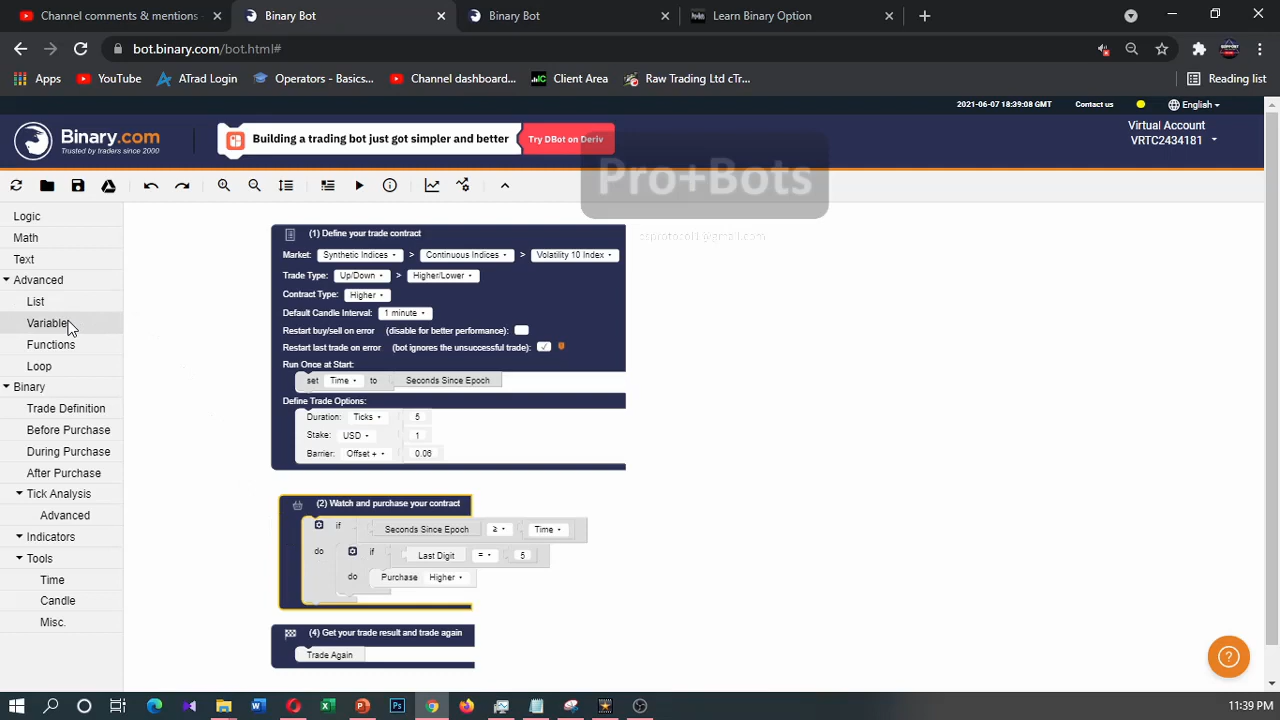 Channel comments & mentions
Binary Bot
Binary Bot
Learn Binary Option
bot.binary.com/bot.html#
Apps
YouTube
ATrad Login
Operators - Basics...
Channel dashboard...
Client Area
Raw Trading Ltd cTr...
Reading list
2021-06-07 18:39:08 GMT
Contact us
English
Binary.com
Trusted by traders since 2000
Building a trading bot just got simpler and better
Try DBot on Deriv
Virtual Account
VRTC2434181
Pro+Bots
Logic
Math
Text
Advanced
List
Variable
Functions
Loop
Binary
Trade Definition
Before Purchase
During Purchase
After Purchase
Tick Analysis
Advanced
Indicators
Tools
Time
Candle
Misc.
(1) Define your trade contract
Market: Synthetic Indices > Continuous Indices > Volatility 10 Index
Trade Type: Up/Down > Higher/Lower
Contract Type: Higher
Default Candle Interval: 1 minute
Restart buy/sell on error (disable for better performance):
Restart last trade on error (bot ignores the unsuccessful trade):
Run Once at Start:
set Time to Seconds Since Epoch
Define Trade Options:
Duration: Ticks 5
Stake: USD 1
Barrier: Offset + 0.06
(2) Watch and purchase your contract
if Seconds Since Epoch ≥ Time
do if Last Digit = 5
do Purchase Higher
(4) Get your trade result and trade again
Trade Again
11:39 PM